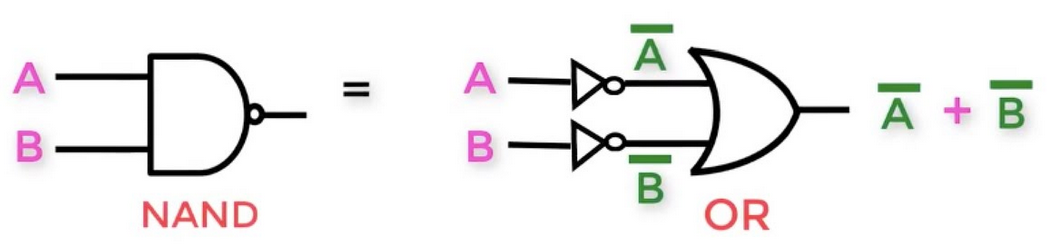 A
B
NAND
=
A
B
A̅
B̅
OR
A̅ + B̅